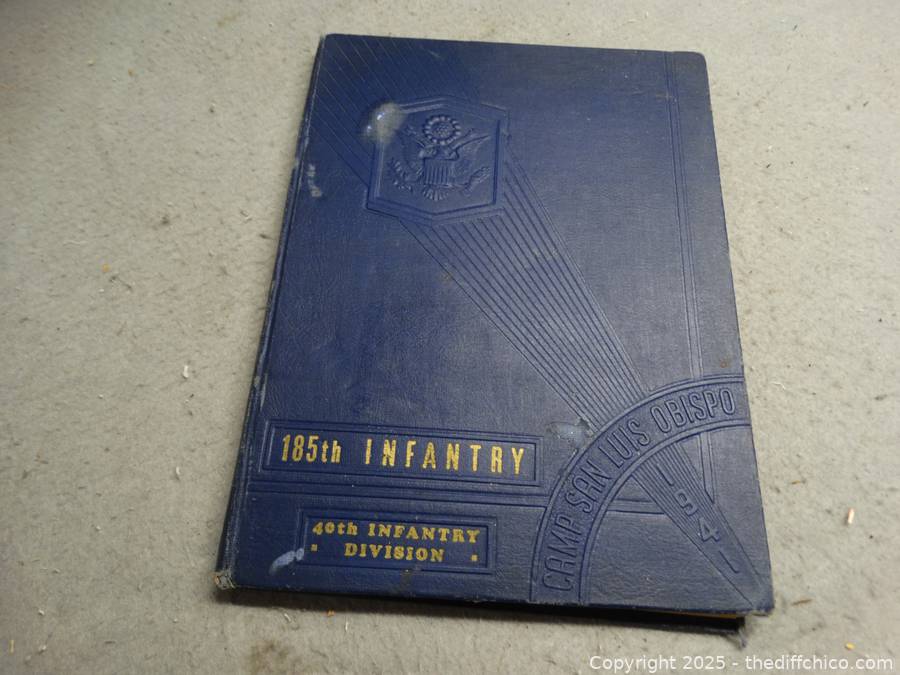 185th INFANTRY
40th INFANTRY
DIVISION
CAMP SAN LUIS OBISPO
1941
Copyright 2025 - thediffchico.com